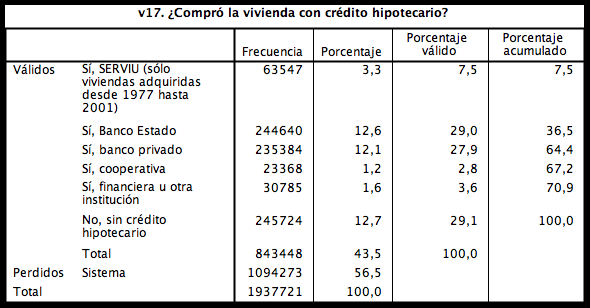 v17. ¿Compró la vivienda con crédito hipotecario?
Frecuencia Porcentaje Porcentaje válido Porcentaje acumulado
Válidos Sí, SERVIU (sólo viviendas adquiridas desde 1977 hasta 2001) 63547 3,3 7,5 7,5
Sí, Banco Estado 244640 12,6 29,0 36,5
Sí, banco privado 235384 12,1 27,9 64,4
Sí, cooperativa 23368 1,2 2,8 67,2
Sí, financiera u otra institución 30785 1,6 3,6 70,9
No, sin crédito hipotecario 245724 12,7 29,1 100,0
Total 843448 43,5 100,0
Perdidos Sistema 1094273 56,5
Total 1937721 100,0